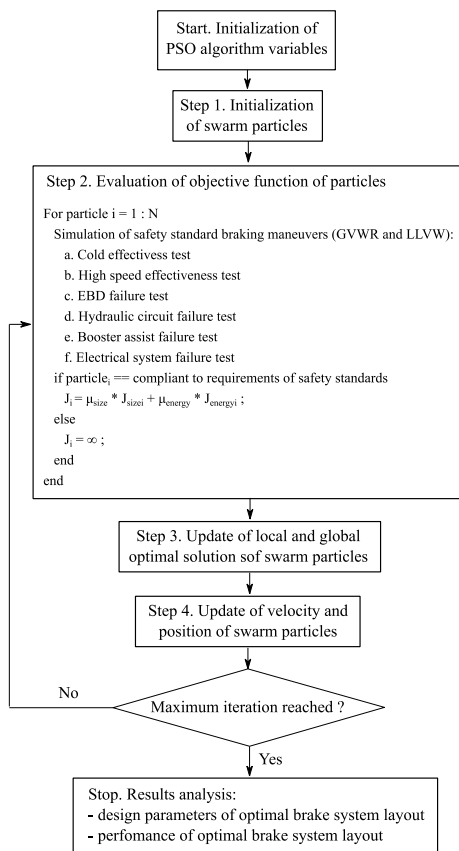 Start. Initialization of
PSO algorithm variables
Step 1. Initialization
of swarm particles
Step 2. Evaluation of objective function of particles
For particle i = 1 : N
Simulation of safety standard braking maneuvers (GVWR and LLVW):
a. Cold effectivess test
b. High speed effectiveness test
c. EBD failure test
d. Hydraulic circuit failure test
e. Booster assist failure test
f. Electrical system failure test
if particleᵢ == compliant to requirements of safety standards
Jᵢ = μsize * Jsizei + μenergy * Jenergyi ;
else
Jᵢ = ∞ ;
end
end
Step 3. Update of local and global
optimal solution sof swarm particles
Step 4. Update of velocity and
position of swarm particles
No
Maximum iteration reached ?
Yes
Stop. Results analysis:
- design parameters of optimal brake system layout
- perfomance of optimal brake system layout